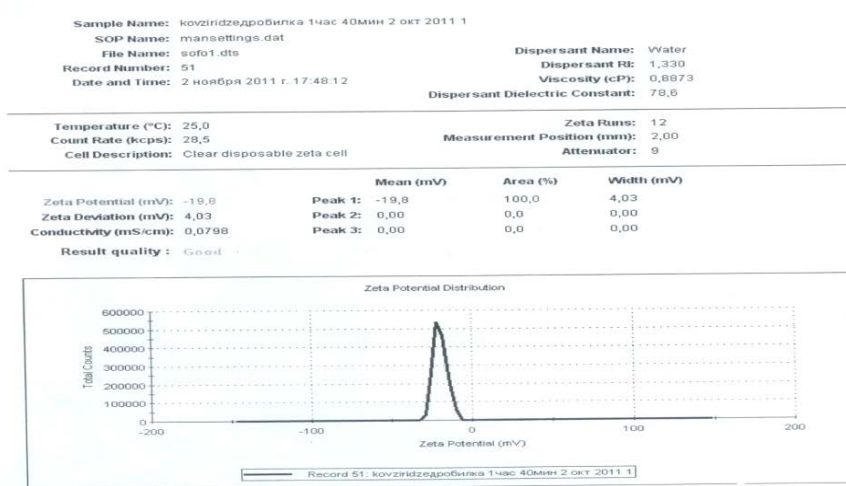 Sample Name: kovziridzeдробилка 1час 40мин 2 окт 2011 1
SOP Name: mansettings.dat
File Name: sofo1.dts
Dispersant Name: Water
Record Number: 51
Dispersant RI: 1,330
Date and Time: 2 ноября 2011 г. 17:48:12
Viscosity (cP): 0,8873
Dispersant Dielectric Constant: 78,6
Temperature (°C): 25,0
Zeta Runs: 12
Count Rate (kcps): 28,5
Measurement Position (mm): 2,00
Cell Description: Clear disposable zeta cell
Attenuator: 9
Mean (mV) Area (%) Width (mV)
Zeta Potential (mV): -19,8 Peak 1: -19,8 100,0 4,03
Zeta Deviation (mV): 4,03 Peak 2: 0,00 0,0 0,00
Conductivity (mS/cm): 0,0798 Peak 3: 0,00 0,0 0,00
Result quality : Good
Zeta Potential Distribution
Total Counts
600000
500000
400000
300000
200000
100000
0
-200 -100 0 100 200
Zeta Potential (mV)
Record 51: kovziridzeдробилка 1час 40мин 2 окт 2011 1